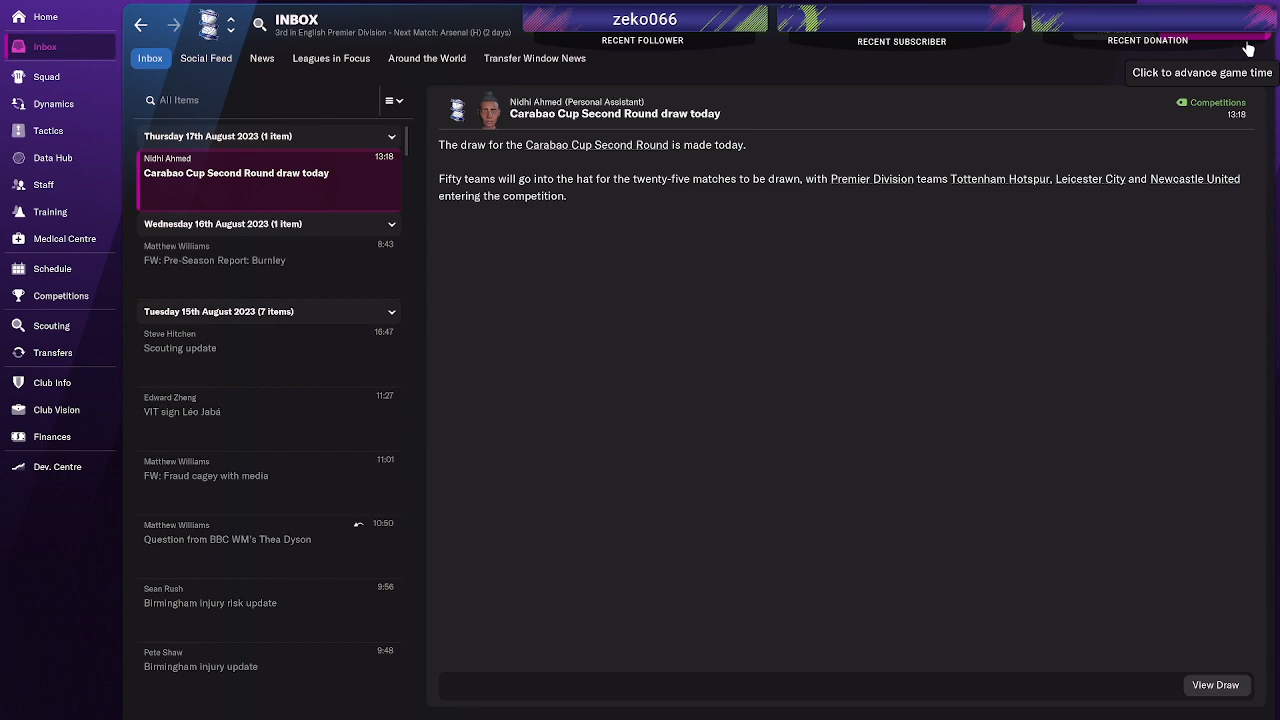 Home
Inbox
Squad
Dynamics
Tactics
Data Hub
Staff
Training
Medical Centre
Schedule
Competitions
Scouting
Transfers
Club Info
Club Vision
Finances
Dev. Centre
INBOX
3rd in English Premier Division - Next Match: Arsenal (H) (2 days)
zeko066
RECENT FOLLOWER
RECENT SUBSCRIBER
RECENT DONATION
Click to advance game time
Inbox Social Feed News Leagues in Focus Around the World Transfer Window News
All Items
Thursday 17th August 2023 (1 item)
Nidhi Ahmed 13:18
Carabao Cup Second Round draw today
Wednesday 16th August 2023 (1 item)
Matthew Williams 8:43
FW: Pre-Season Report: Burnley
Tuesday 15th August 2023 (7 items)
Steve Hitchen 16:47
Scouting update
Edward Zheng 11:27
VIT sign Léo Jabá
Matthew Williams 11:01
FW: Fraud cagey with media
Matthew Williams 10:50
Question from BBC WM's Thea Dyson
Sean Rush 9:56
Birmingham injury risk update
Pete Shaw 9:48
Birmingham injury update
Nidhi Ahmed (Personal Assistant)
Carabao Cup Second Round draw today
Competitions
13:18
The draw for the Carabao Cup Second Round is made today.
Fifty teams will go into the hat for the twenty-five matches to be drawn, with Premier Division teams Tottenham Hotspur, Leicester City and Newcastle United
entering the competition.
View Draw